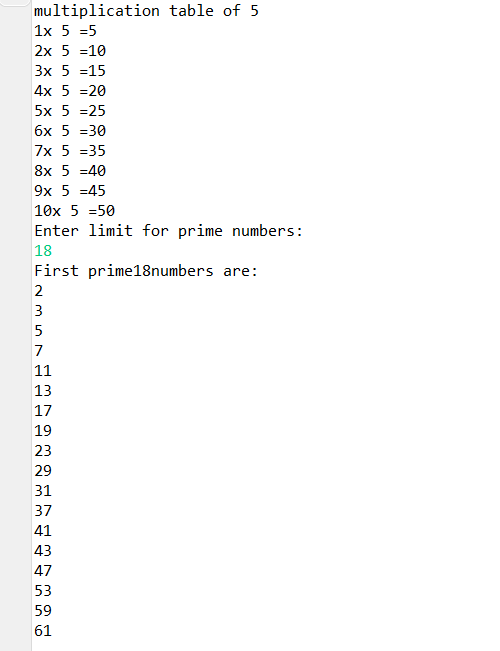 multiplication table of 5
1x 5 =5
2x 5 =10
3x 5 =15
4x 5 =20
5x 5 =25
6x 5 =30
7x 5 =35
8x 5 =40
9x 5 =45
10x 5 =50
Enter limit for prime numbers:
18
First prime18numbers are:
2
3
5
7
11
13
17
19
23
29
31
37
41
43
47
53
59
61